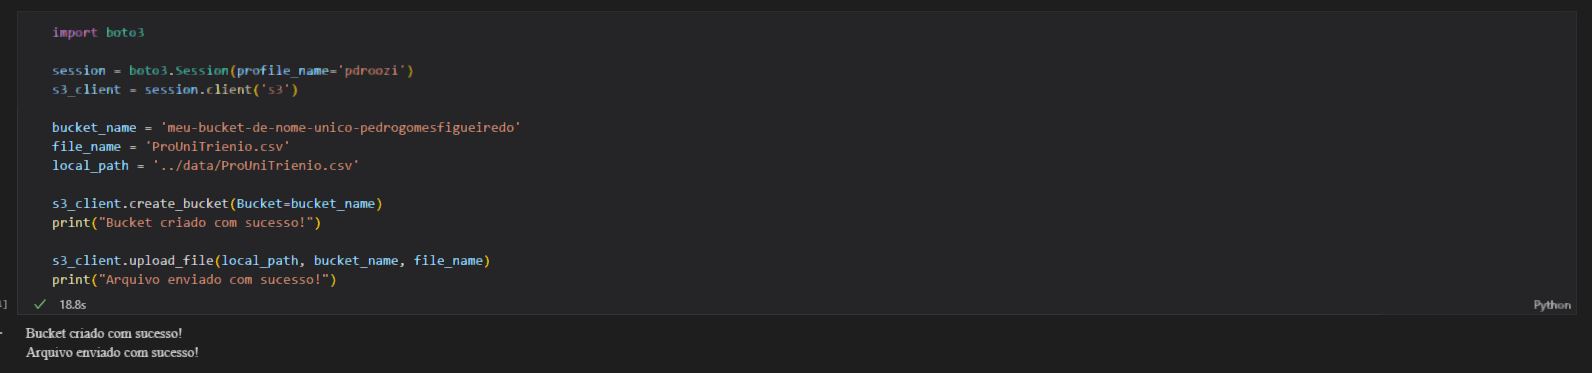 import boto3
session = boto3.Session(profile_name='pdroozi')
s3_client = session.client('s3')
bucket_name = 'meu-bucket-de-nome-unico-pedrogomesfigueiredo'
file_name = 'ProUniTrienio.csv'
local_path = '../data/ProUniTrienio.csv'
s3_client.create_bucket(Bucket=bucket_name)
print("Bucket criado com sucesso!")
s3_client.upload_file(local_path, bucket_name, file_name)
print("Arquivo enviado com sucesso!")
18.8s
Python
Bucket criado com sucesso!
Arquivo enviado com sucesso!